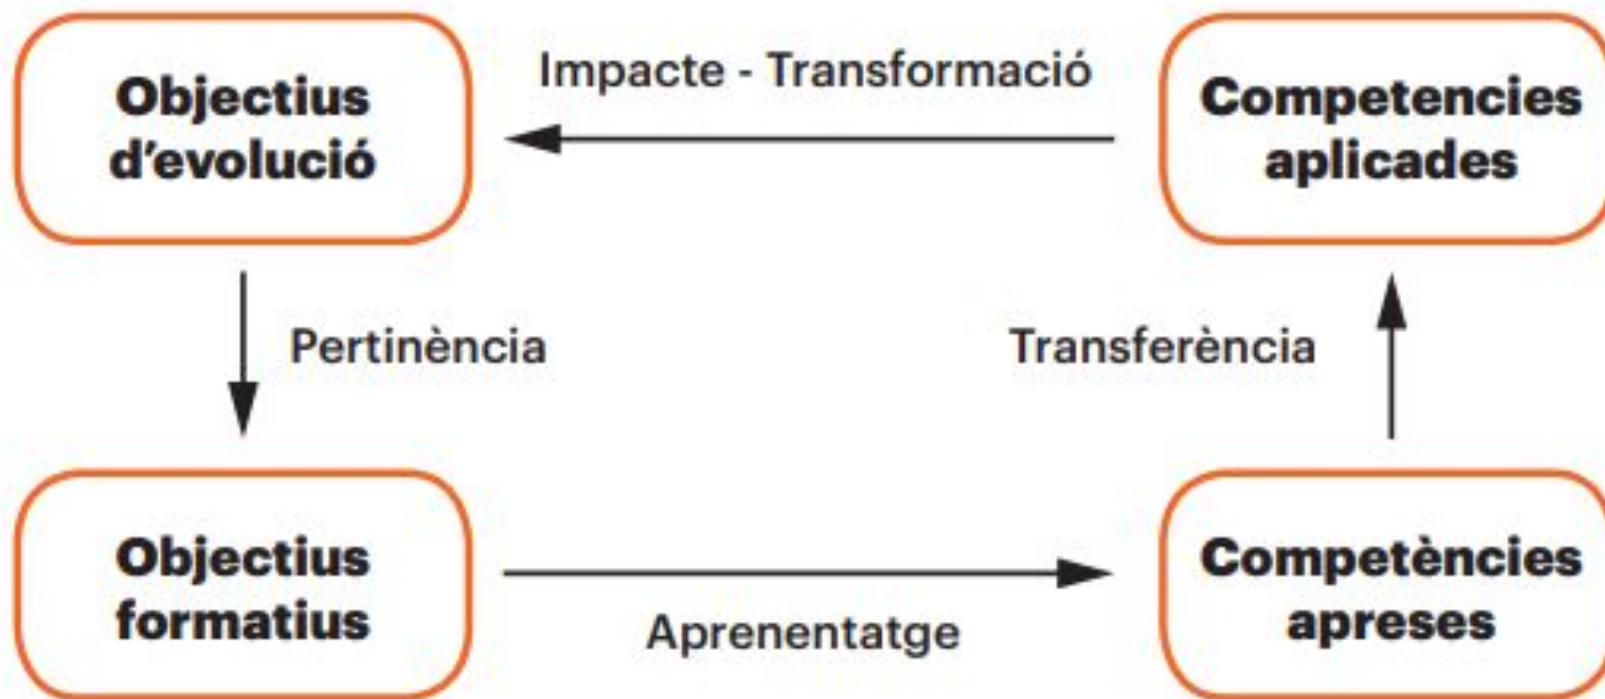 Objectius
d'evolució
Impacte - Transformació
Competencies
aplicades
Pertinència
Transferència
Objectius
formatius
Aprenentatge
Competències
apreses